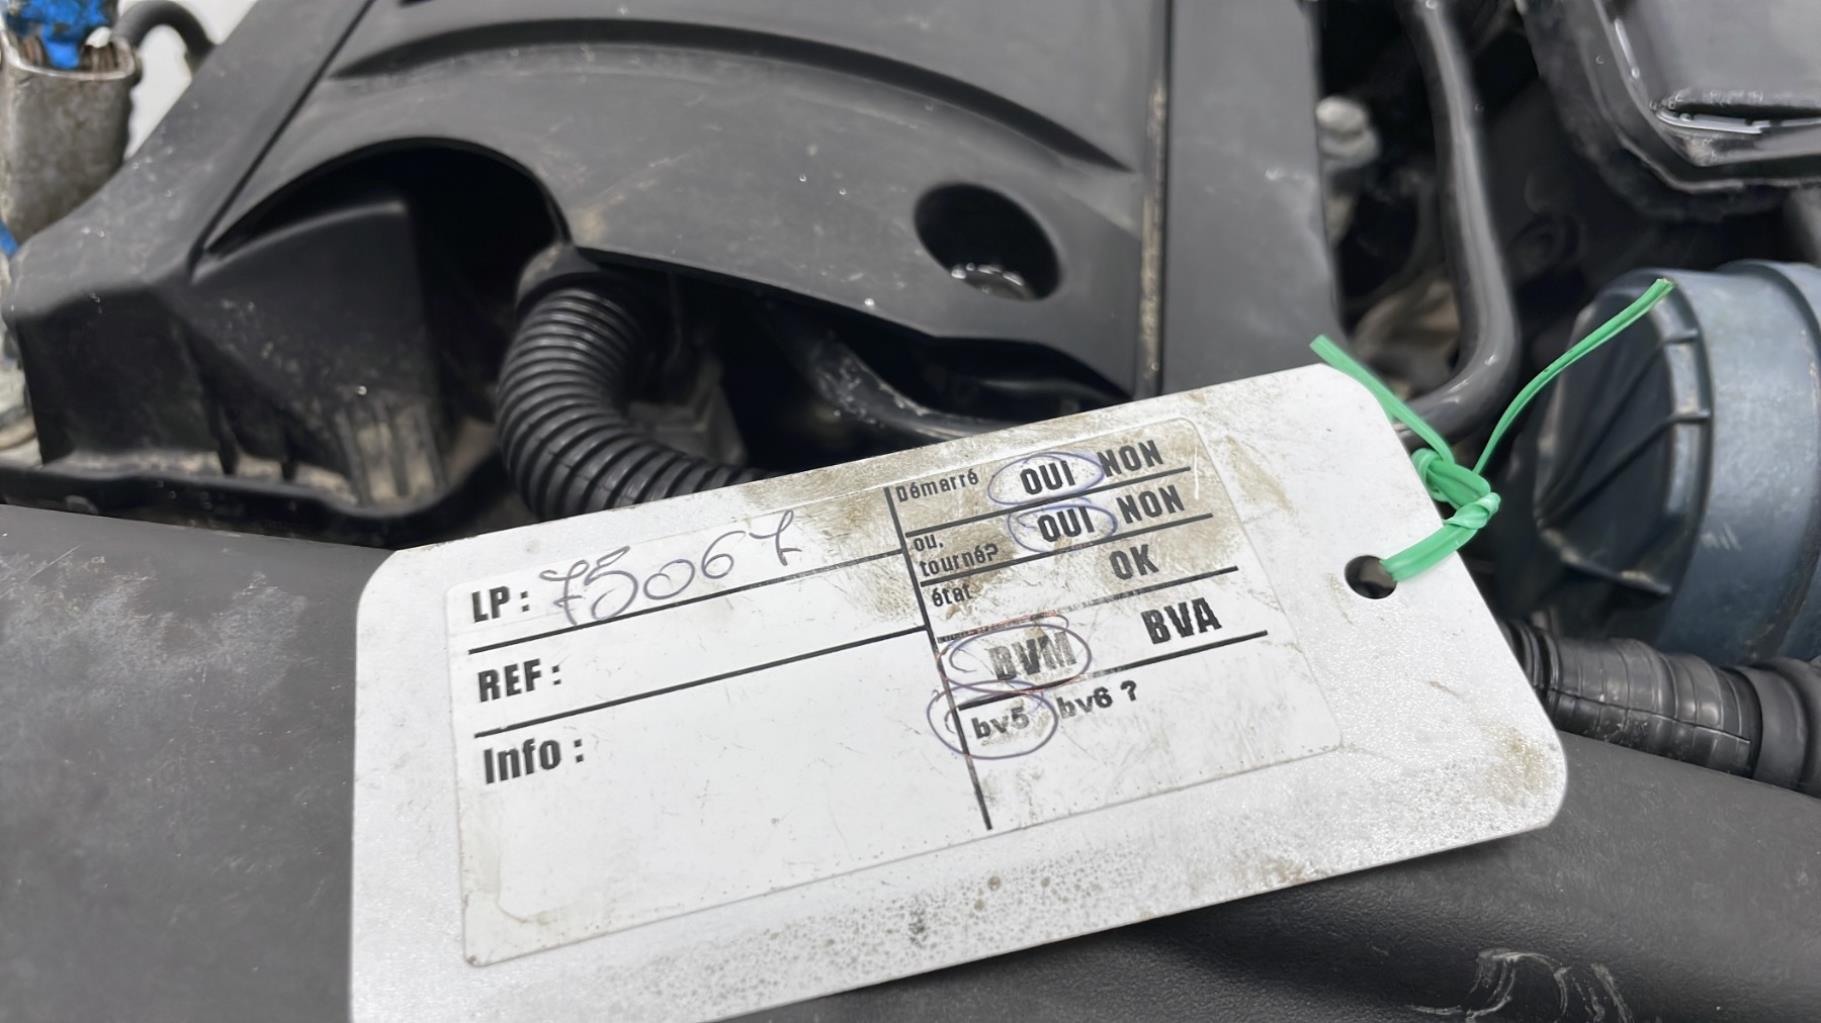 LP : 75067
REF :
Info :
Démarré OUI NON
ou, tourné? OUI NON
état OK
BVM BVA
bv5 bv6 ?